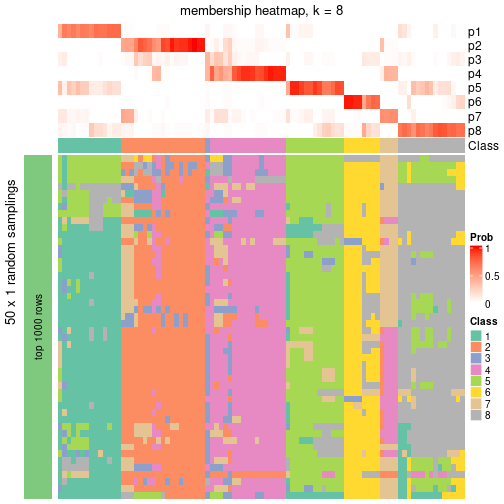 membership heatmap, k = 8
p1
p2
p3
p4
p5
p6
p7
p8
Class
50 x 1 random samplings
top 1000 rows
Prob
1
0.5
0
Class
1
2
3
4
5
6
7
8